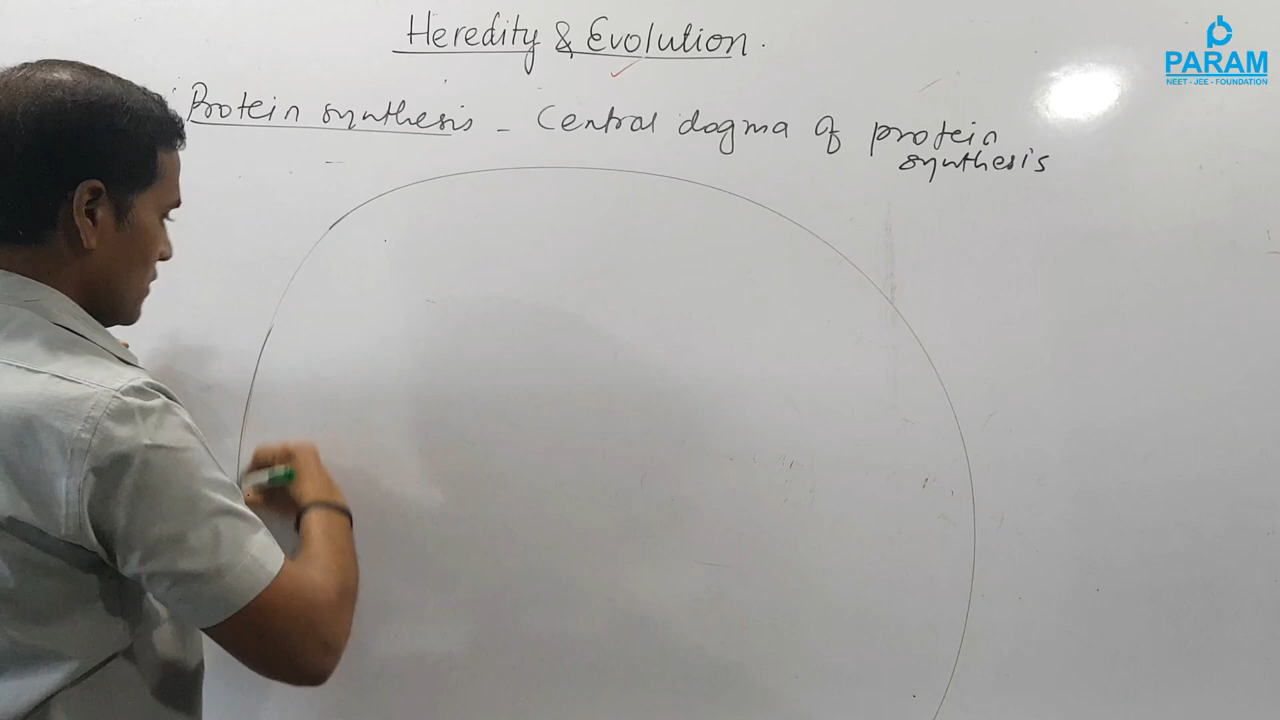 Heredity & Evolution.
Protein synthesis - Central dogma of protein
synthesis
PARAM
NEET - JEE - FOUNDATION